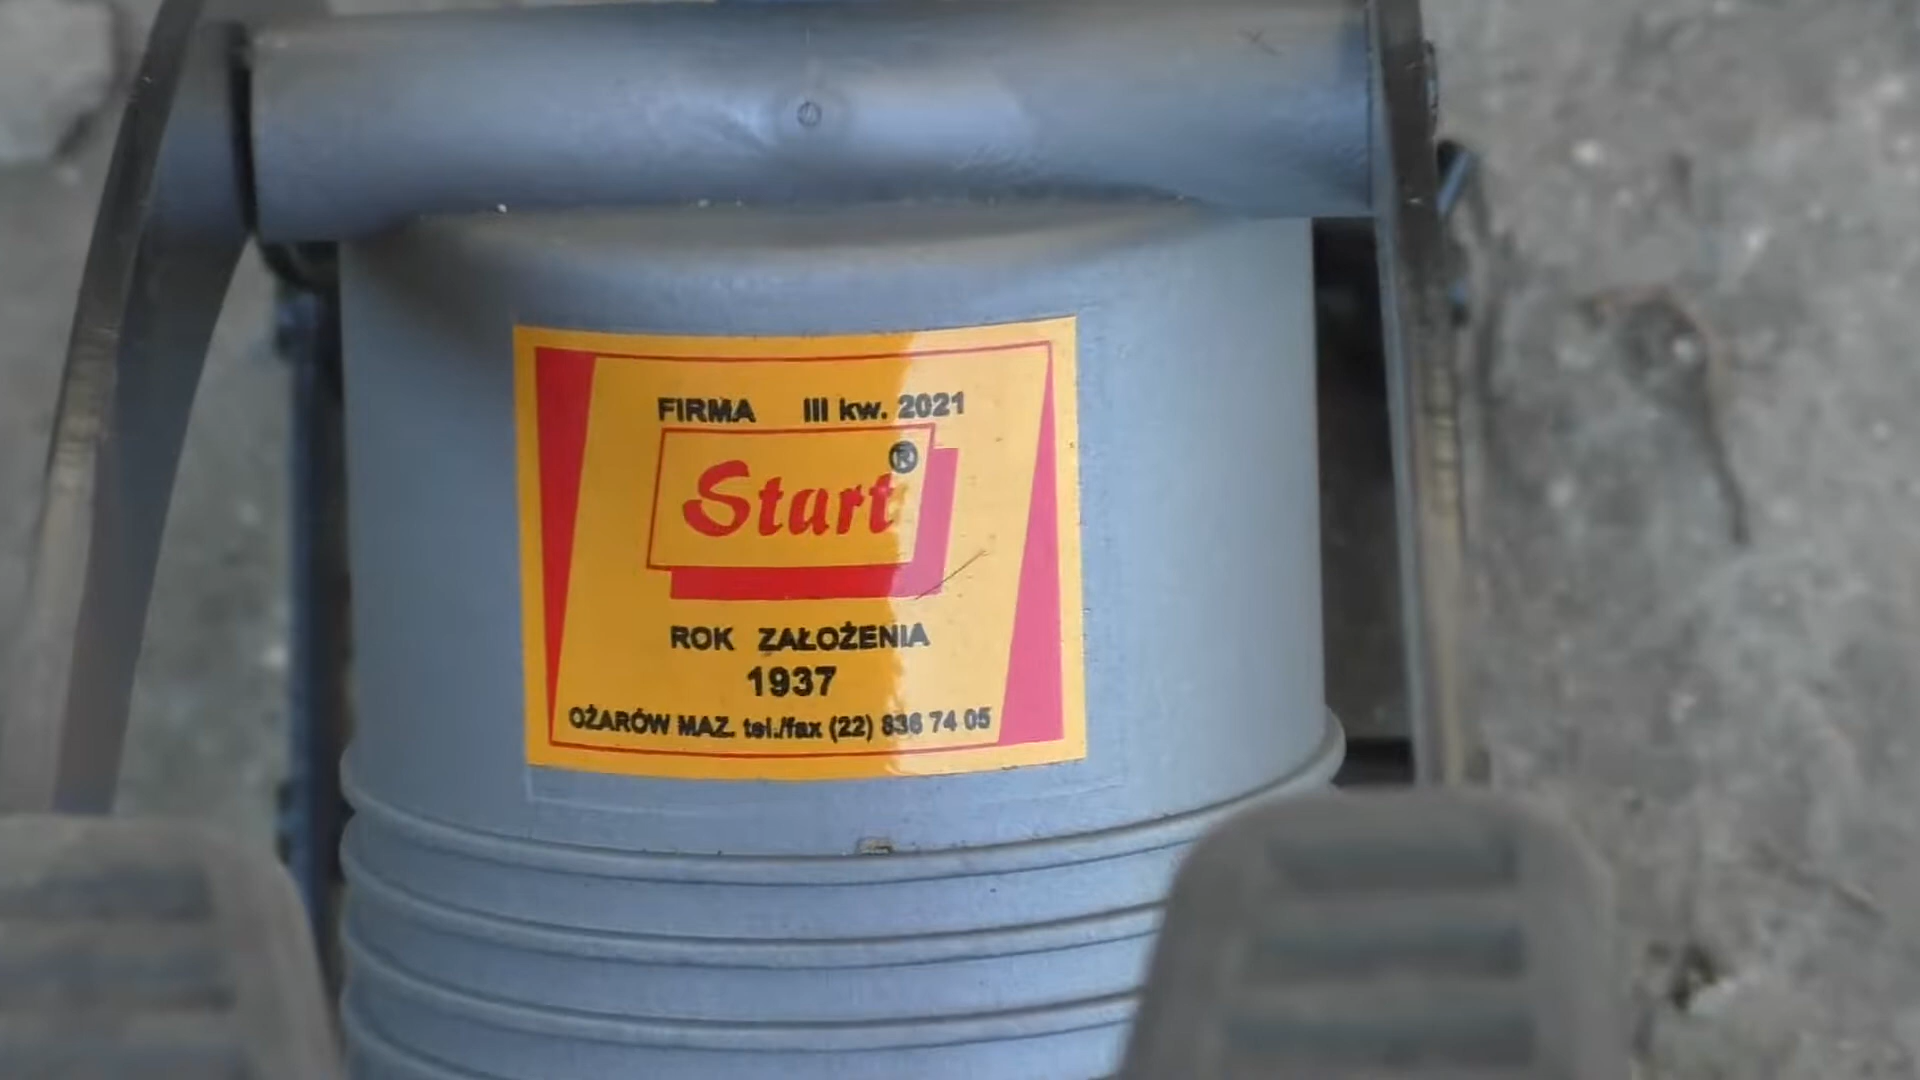 FIRMA III kw. 2021
Start®
ROK ZAŁOŻENIA
1937
OŻARÓW MAZ. tel./fax (22) 836 74 05